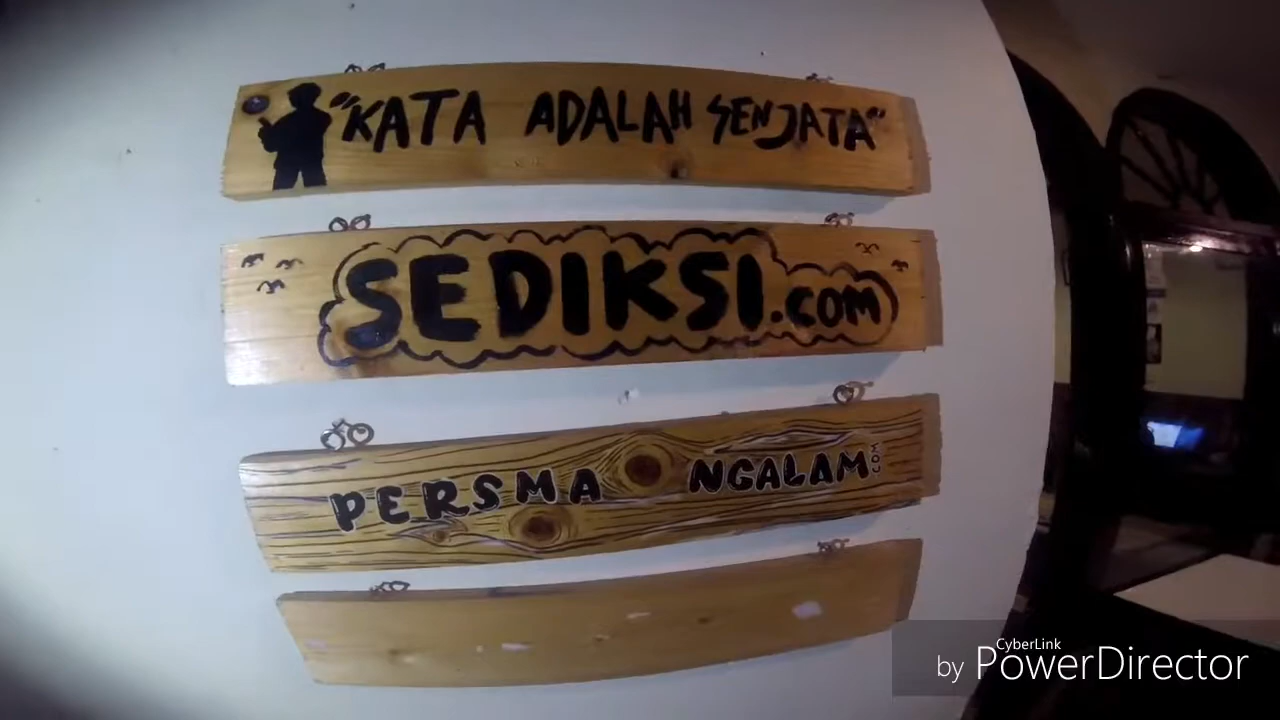 "KATA ADALAH SENJATA"
SEDIKSI.COM
PERSMA NGALAM.COM
CyberLink
by PowerDirector